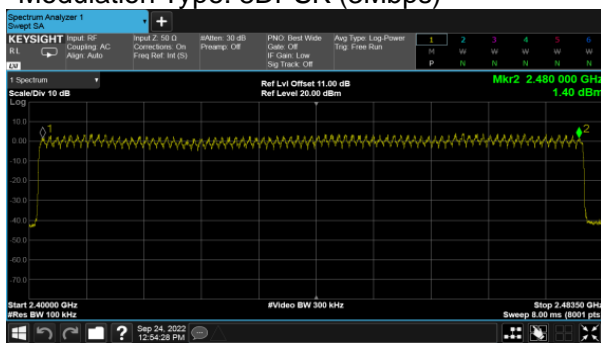 Modulation Type: 8DPSK (3Mbps)
Spectrum Analyzer 1
Swept SA
KEYSIGHT
RL
Input: RF
Coupling: AC
Align: Auto
Input Z: 50 Ω
Corrections: On
Freq Ref: Int (S)
#Atten: 30 dB
Preamp: Off
PNO: Best Wide
Gate: Off
IF Gain: Low
Sig Track: Off
Avg Type: Log-Power
Trig: Free Run
1 2 3 4 5 6
M W W W W W
P N N N N N
1 Spectrum
Scale/Div 10 dB
Ref Lvl Offset 11.00 dB
Ref Level 20.00 dBm
Mkr2 2.480 000 GHz
1.40 dBm
Log
10.0
0.00
-10.0
-20.0
-30.0
-40.0
-50.0
-60.0
-70.0
1
2
Start 2.40000 GHz
#Res BW 100 kHz
#Video BW 300 kHz
Stop 2.48350 GHz
Sweep 8.00 ms (8001 pts)
?
Sep 24, 2022
12:54:28 PM